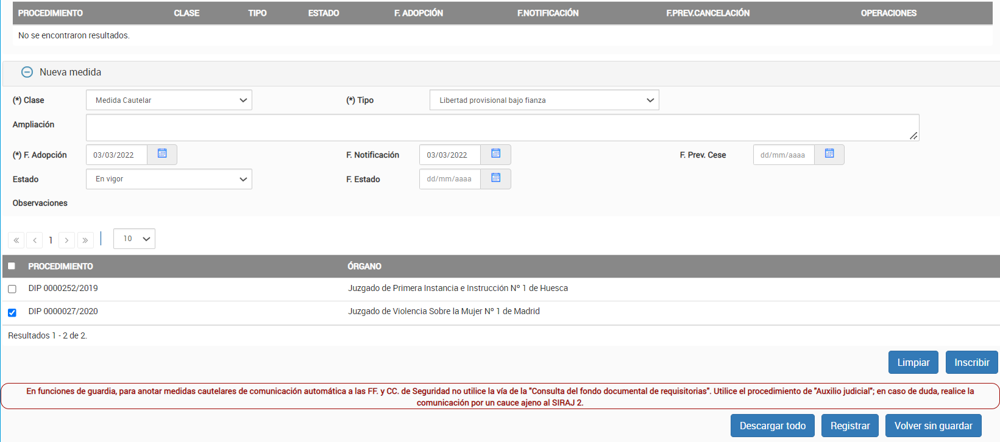 PROCEDIMIENTO CLASE TIPO ESTADO F. ADOPCIÓN F.NOTIFICACIÓN F.PREV.CANCELACIÓN OPERACIONES
No se encontraron resultados.
Nueva medida
(*) Clase Medida Cautelar (*) Tipo Libertad provisional bajo fianza
Ampliación
(*) F. Adopción 03/03/2022 F. Notificación 03/03/2022 F. Prev. Cese dd/mm/aaaa
Estado En vigor F. Estado dd/mm/aaaa
Observaciones
« < 1 > » 10
PROCEDIMIENTO ÓRGANO
DIP 0000252/2019 Juzgado de Primera Instancia e Instrucción Nº 1 de Huesca
DIP 0000027/2020 Juzgado de Violencia Sobre la Mujer Nº 1 de Madrid
Resultados 1 - 2 de 2.
Limpiar Inscribir
En funciones de guardia, para anotar medidas cautelares de comunicación automática a las FF. y CC. de Seguridad no utilice la vía de la "Consulta del fondo documental de requisitorias". Utilice el procedimiento de "Auxilio judicial"; en caso de duda, realice la
comunicación por un cauce ajeno al SIRAJ 2.
Descargar todo Registrar Volver sin guardar